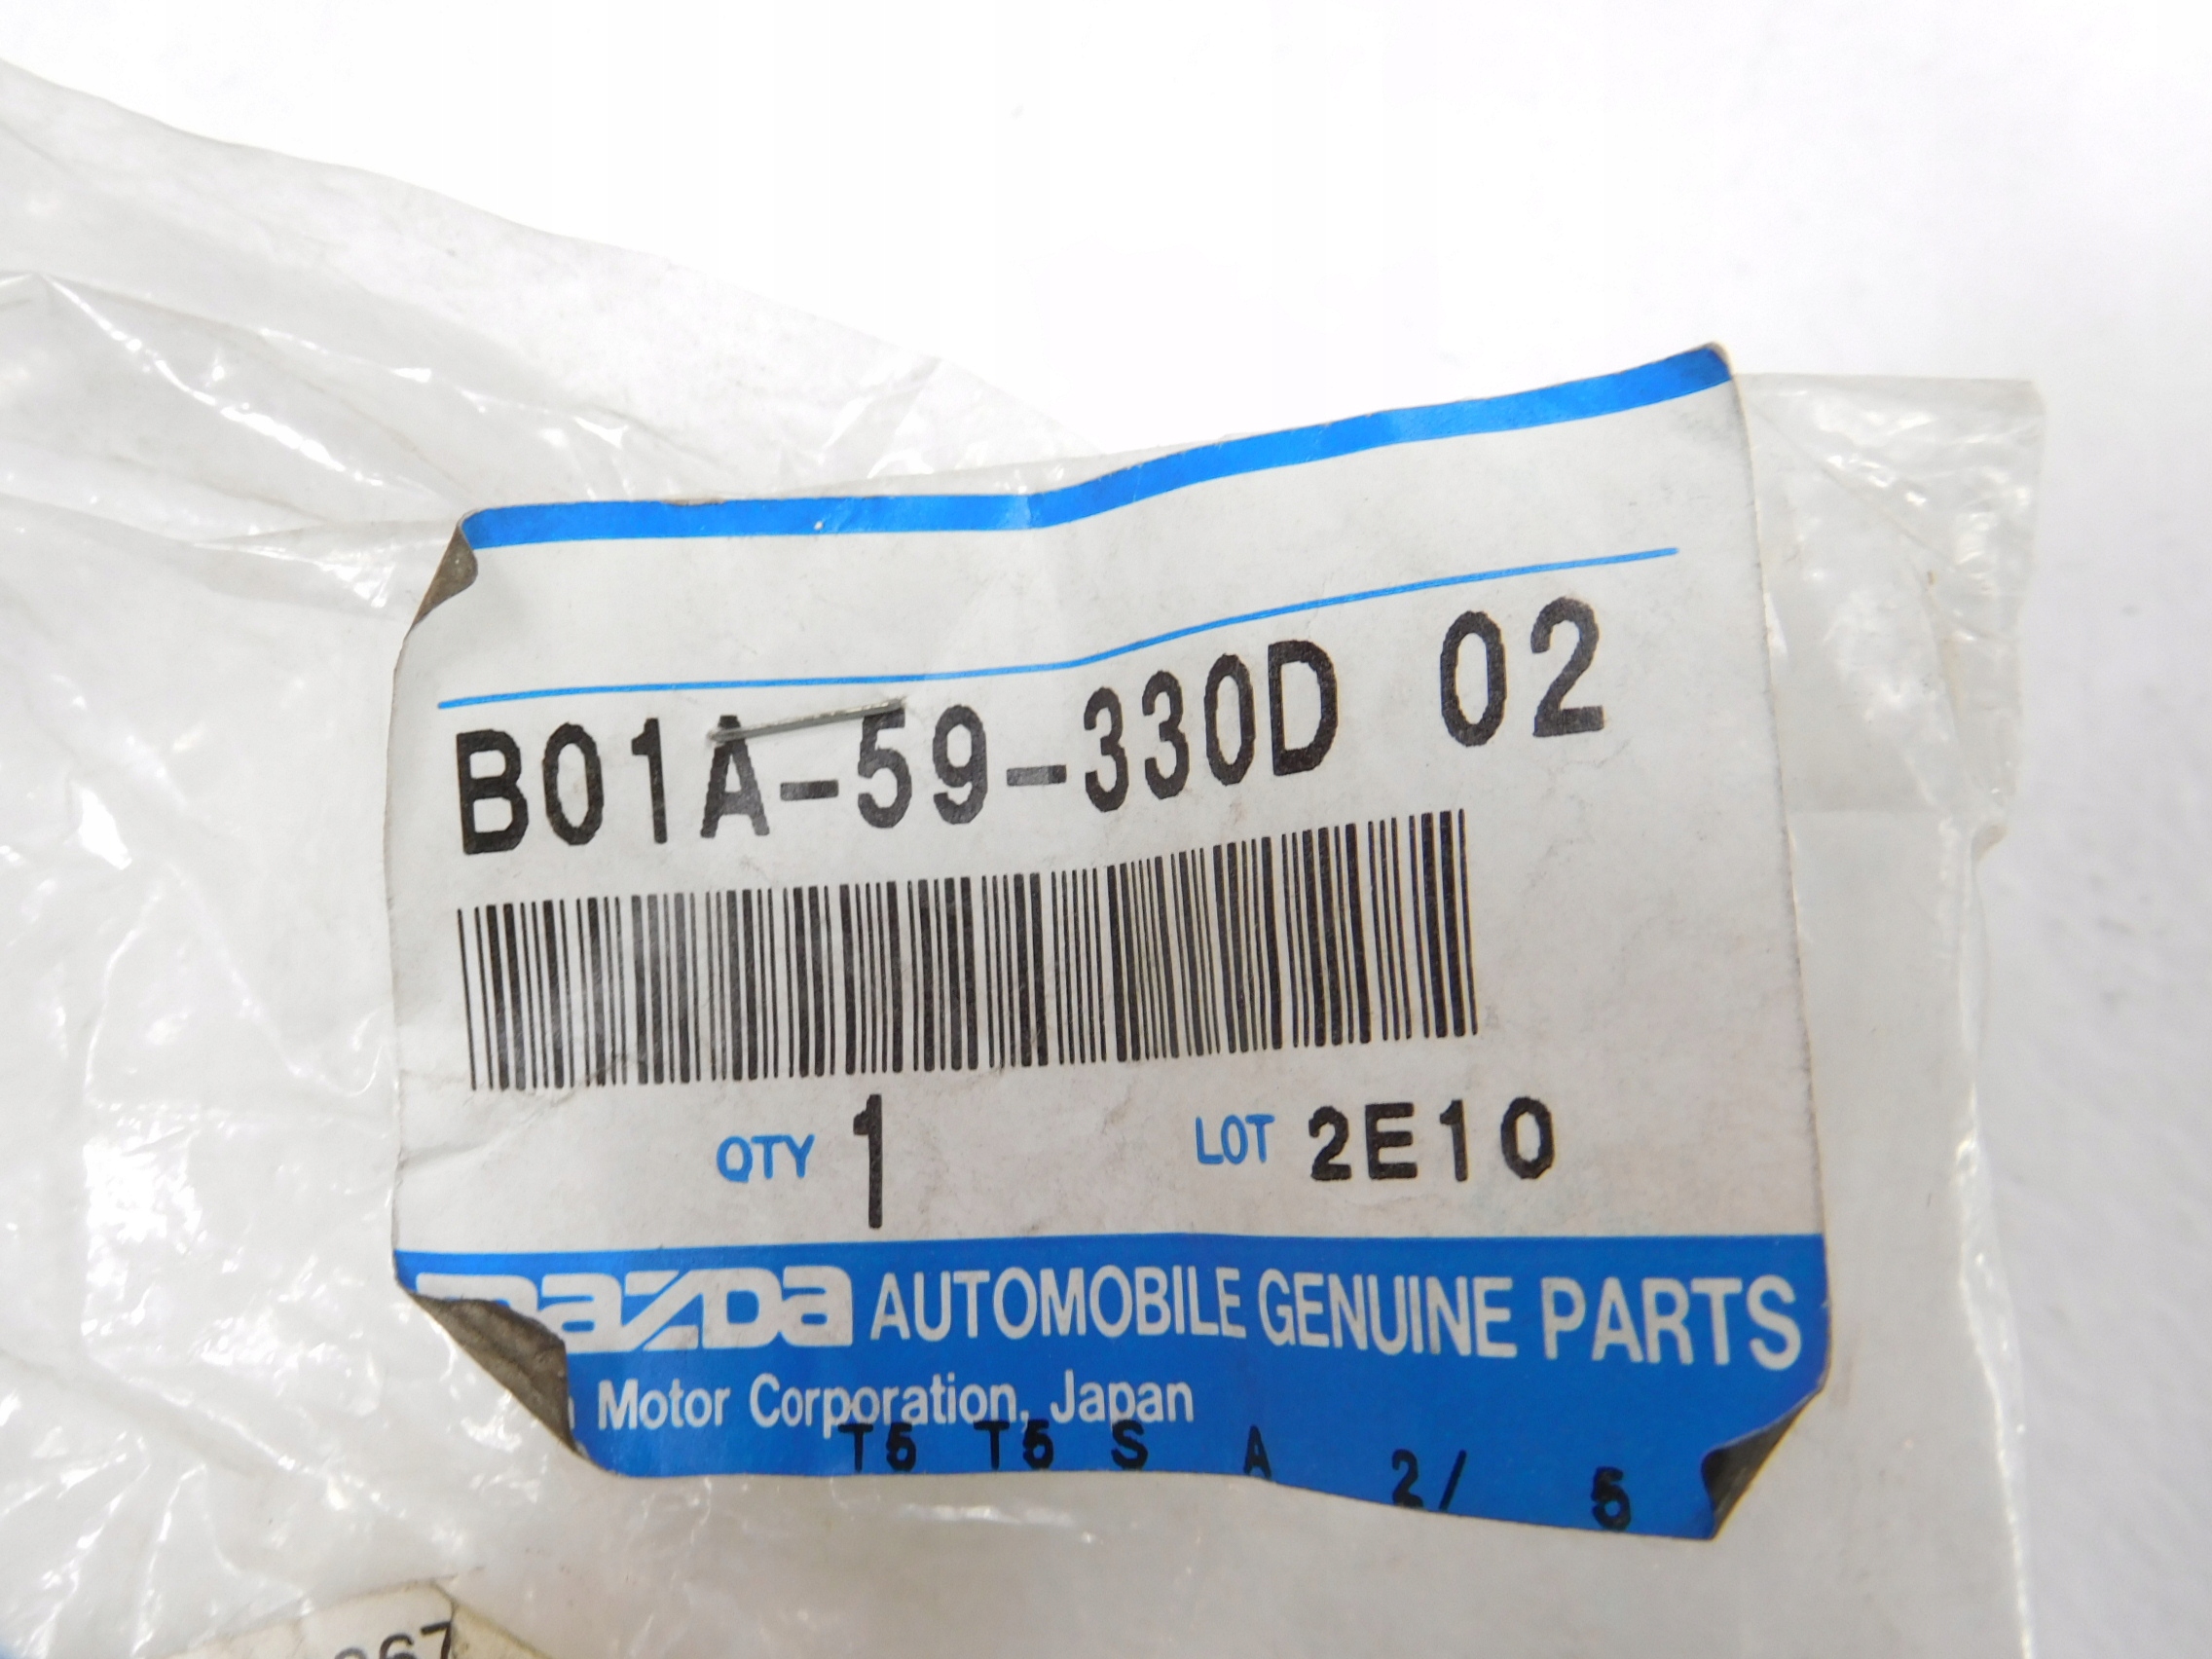 B01A-59-330D 02
QTY 1 LOT 2E10
mazda AUTOMOBILE GENUINE PARTS
Motor Corporation, Japan
T5 T5 S A 2/ 5